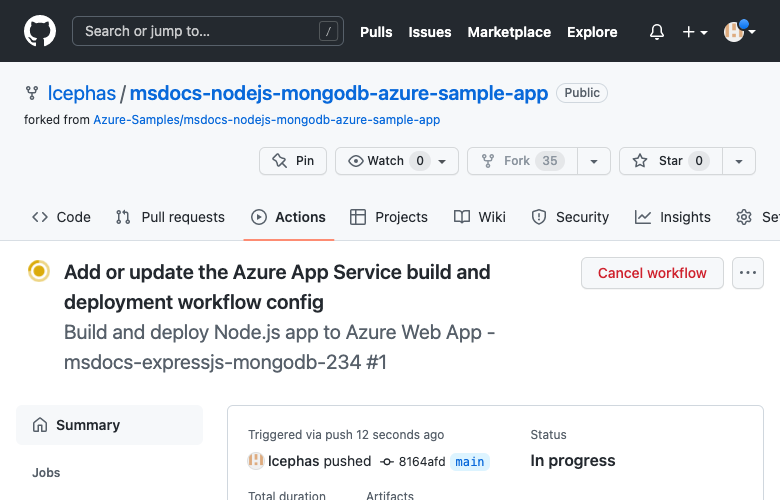 Search or jump to... /
Pulls Issues Marketplace Explore
lcephas / msdocs-nodejs-mongodb-azure-sample-app Public
forked from Azure-Samples/msdocs-nodejs-mongodb-azure-sample-app
Pin Watch 0 Fork 35 Star 0
Code Pull requests Actions Projects Wiki Security Insights Se
Add or update the Azure App Service build and
deployment workflow config
Cancel workflow
Build and deploy Node.js app to Azure Web App -
msdocs-expressjs-mongodb-234 #1
Summary
Jobs
Triggered via push 12 seconds ago
lcephas pushed 8164afd main
Status
In progress
Total duration Artifacts